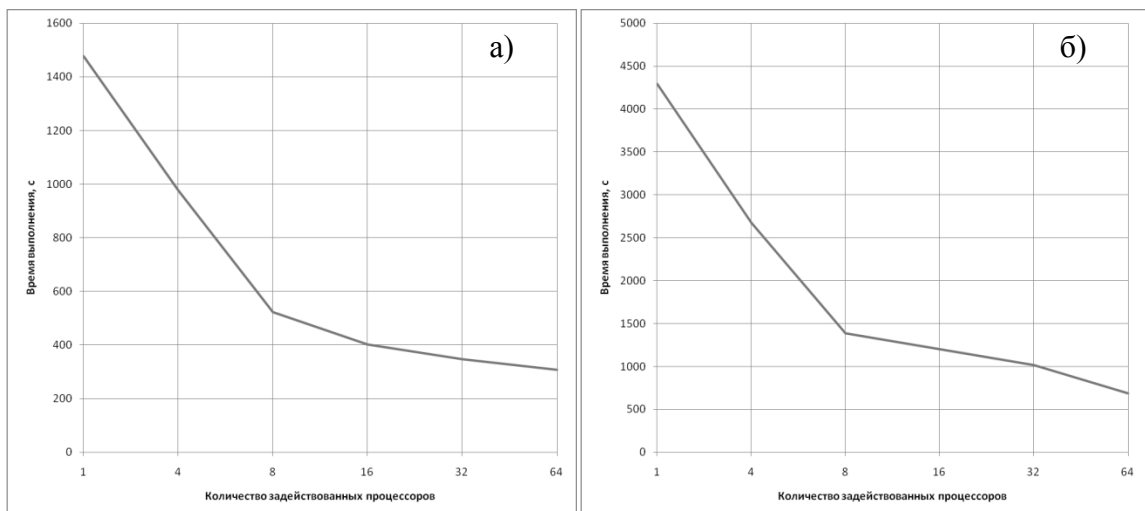 а)
Время выполнения, с
1600
1400
1200
1000
800
600
400
200
0
1 4 8 16 32 64
Количество задействованных процессоров
б)
Время выполнения, с
5000
4500
4000
3500
3000
2500
2000
1500
1000
500
0
1 4 8 16 32 64
Количество задействованных процессоров